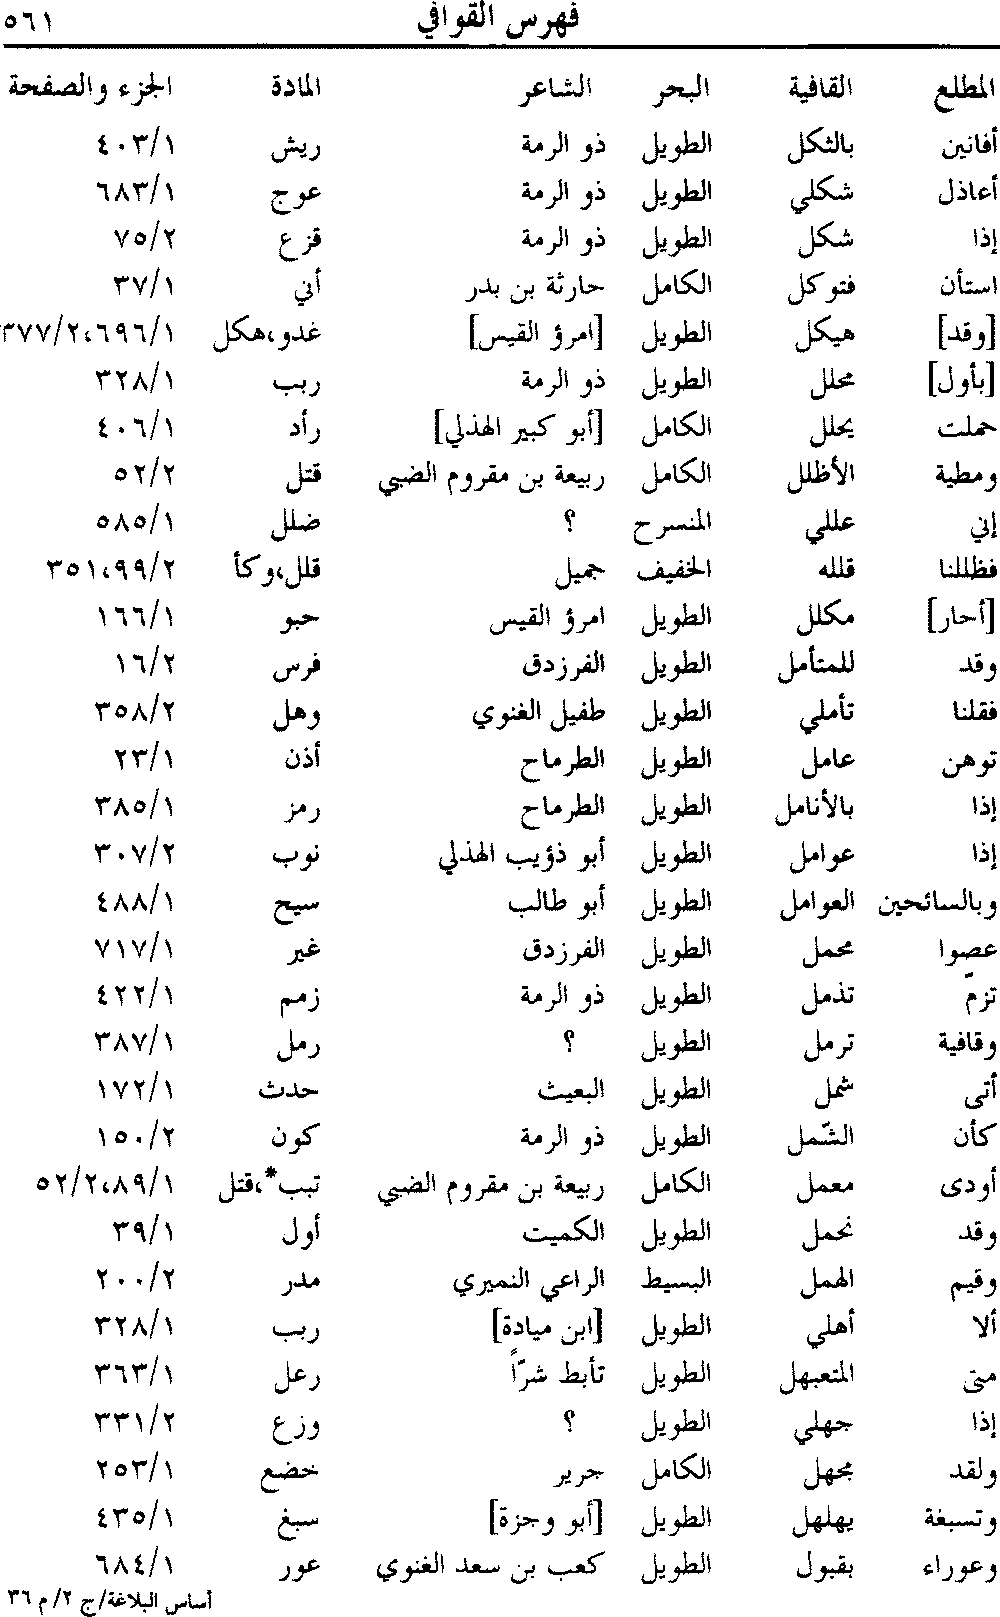 فهرس القوافي ٥٦١
المطلع القافية البحر الشاعر المادة الجزء والصفحة
أفانين بالثكل الطويل ذو الرمة ريش ٤٠٣/١
أعاذل شكلي الطويل ذو الرمة عوج ٦٨٣/١
إذا شكل الطويل ذو الرمة قزع ٧٥/٢
استأن فتوكل الكامل حارثة بن بدر أني ٣٧/١
[وقد] هيكل الطويل [امرؤ القيس] غدو،هكل ٣٧٧/٢،٦٩٦/١
[بأول] محلل الطويل ذو الرمة ربب ٣٢٨/١
حملت يحلل الكامل [أبو كبير الهذلي] رأد ٤٠٦/١
ومطية الأظلل الكامل ربيعة بن مقروم الضبي قتل ٥٢/٢
إني عللي المنسرح ؟ ضلل ٥٨٥/١
فظللنا قلله الخفيف جميل قلل،وكأ ٣٥١،٩٩/٢
[أحار] مكلل الطويل امرؤ القيس حبو ١٦٦/١
وقد للمتأمل الطويل الفرزدق فرس ١٦/٢
فقلنا تأملي الطويل طفيل الغنوي وهل ٣٥٨/٢
توهن عامل الطويل الطرماح أذن ٢٣/١
إذا بالأنامل الطويل الطرماح رمز ٣٨٥/١
إذا عوامل الطويل أبو ذؤيب الهذلي نوب ٣٠٧/٢
وبالسائحين العوامل الطويل أبو طالب سيح ٤٨٨/١
عصوا محمل الطويل الفرزدق غير ٧١٧/١
تزمّ تذمل الطويل ذو الرمة زمم ٤٢٢/١
وقافية ترمل الطويل ؟ رمل ٣٨٧/١
أتى شمل الطويل البعيث حدث ١٧٢/١
كأن الشّمل الطويل ذو الرمة كون ١٥٠/٢
أودى معمل الكامل ربيعة بن مقروم الضبي تبب*،قتل ٥٢/٢،٨٩/١
وقد نحمل الطويل الكميت أول ٣٩/١
وقيم الهمل البسيط الراعي النميري مدر ٢٠٠/٢
ألا أهلي الطويل [ابن ميادة] ربب ٣٢٨/١
متى المتعبهل الطويل تأبط شرّاً رعل ٣٦٣/١
إذا جهلي الطويل ؟ وزع ٣٣١/٢
ولقد مجهل الكامل جرير خضع ٢٥٣/١
وتسبغة يهلهل الطويل [أبو وجزة] سبغ ٤٣٥/١
وعوراء بقبول الطويل كعب بن سعد الغنوي عور ٦٨٤/١
أساس البلاغة/ج ٢/م ٣٦